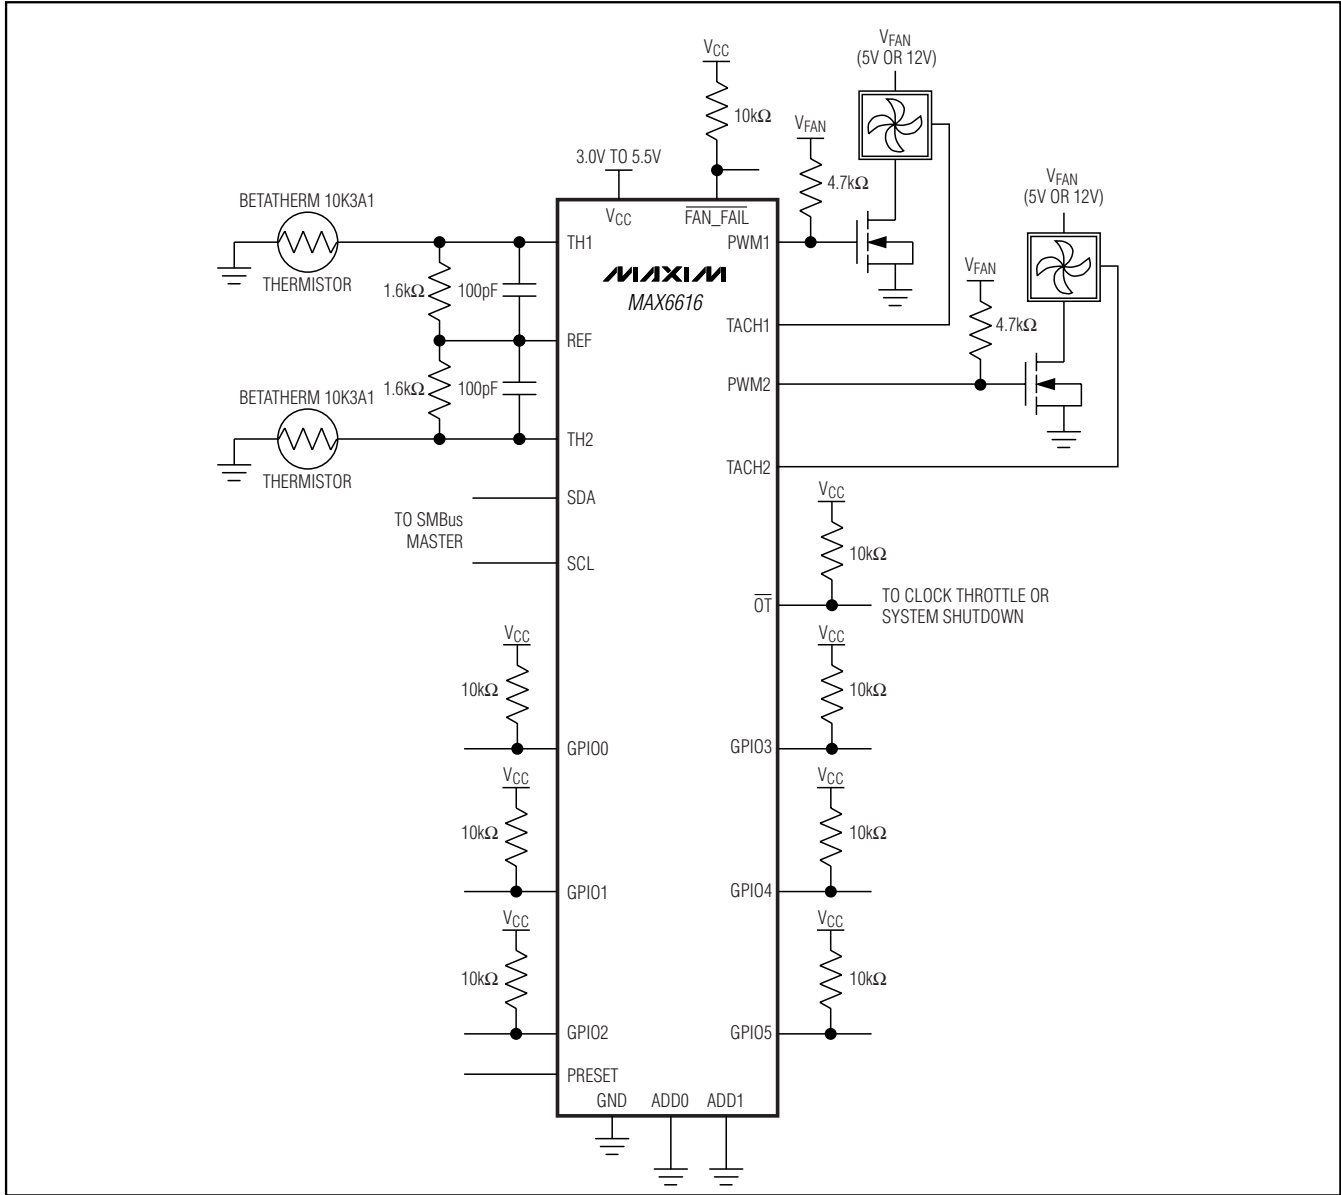 VCC
VFAN
(5V OR 12V)
10kΩ
VFAN
3.0V TO 5.5V
4.7kΩ
VFAN
(5V OR 12V)
BETATHERM 10K3A1
THERMISTOR
VCC
FAN_FAIL
TH1
PWM1
MAXIM
MAX6616
VFAN
1.6kΩ
100pF
TACH1
4.7kΩ
REF
1.6kΩ
100pF
PWM2
BETATHERM 10K3A1
THERMISTOR
TH2
TACH2
SDA
VCC
TO SMBus
MASTER
10kΩ
SCL
OT
TO CLOCK THROTTLE OR
SYSTEM SHUTDOWN
VCC
VCC
10kΩ
10kΩ
GPIO0
GPIO3
VCC
VCC
10kΩ
10kΩ
GPIO1
GPIO4
VCC
VCC
10kΩ
10kΩ
GPIO2
GPIO5
PRESET
GND
ADD0
ADD1